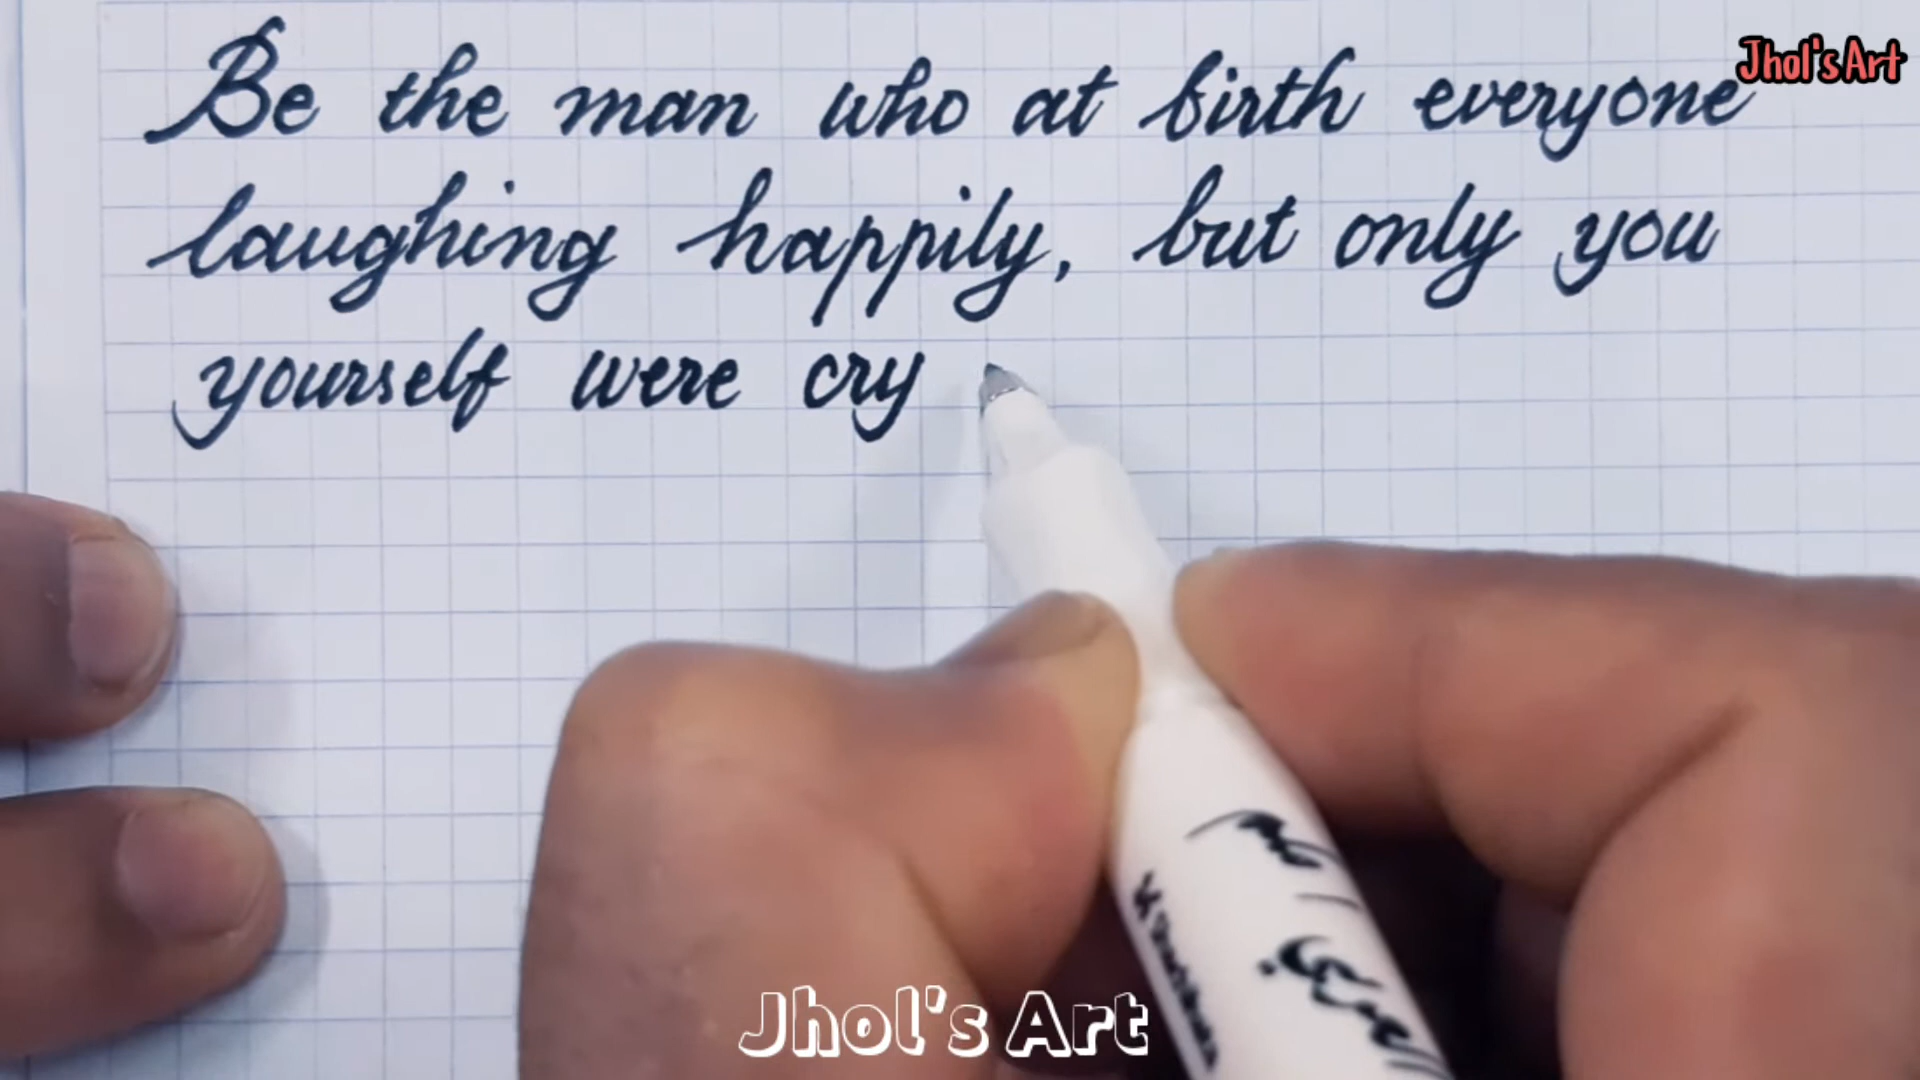 Be the man who at birth everyone
laughing happily, but only you
yourself were cry
Jhol's Art
Jhol's Art